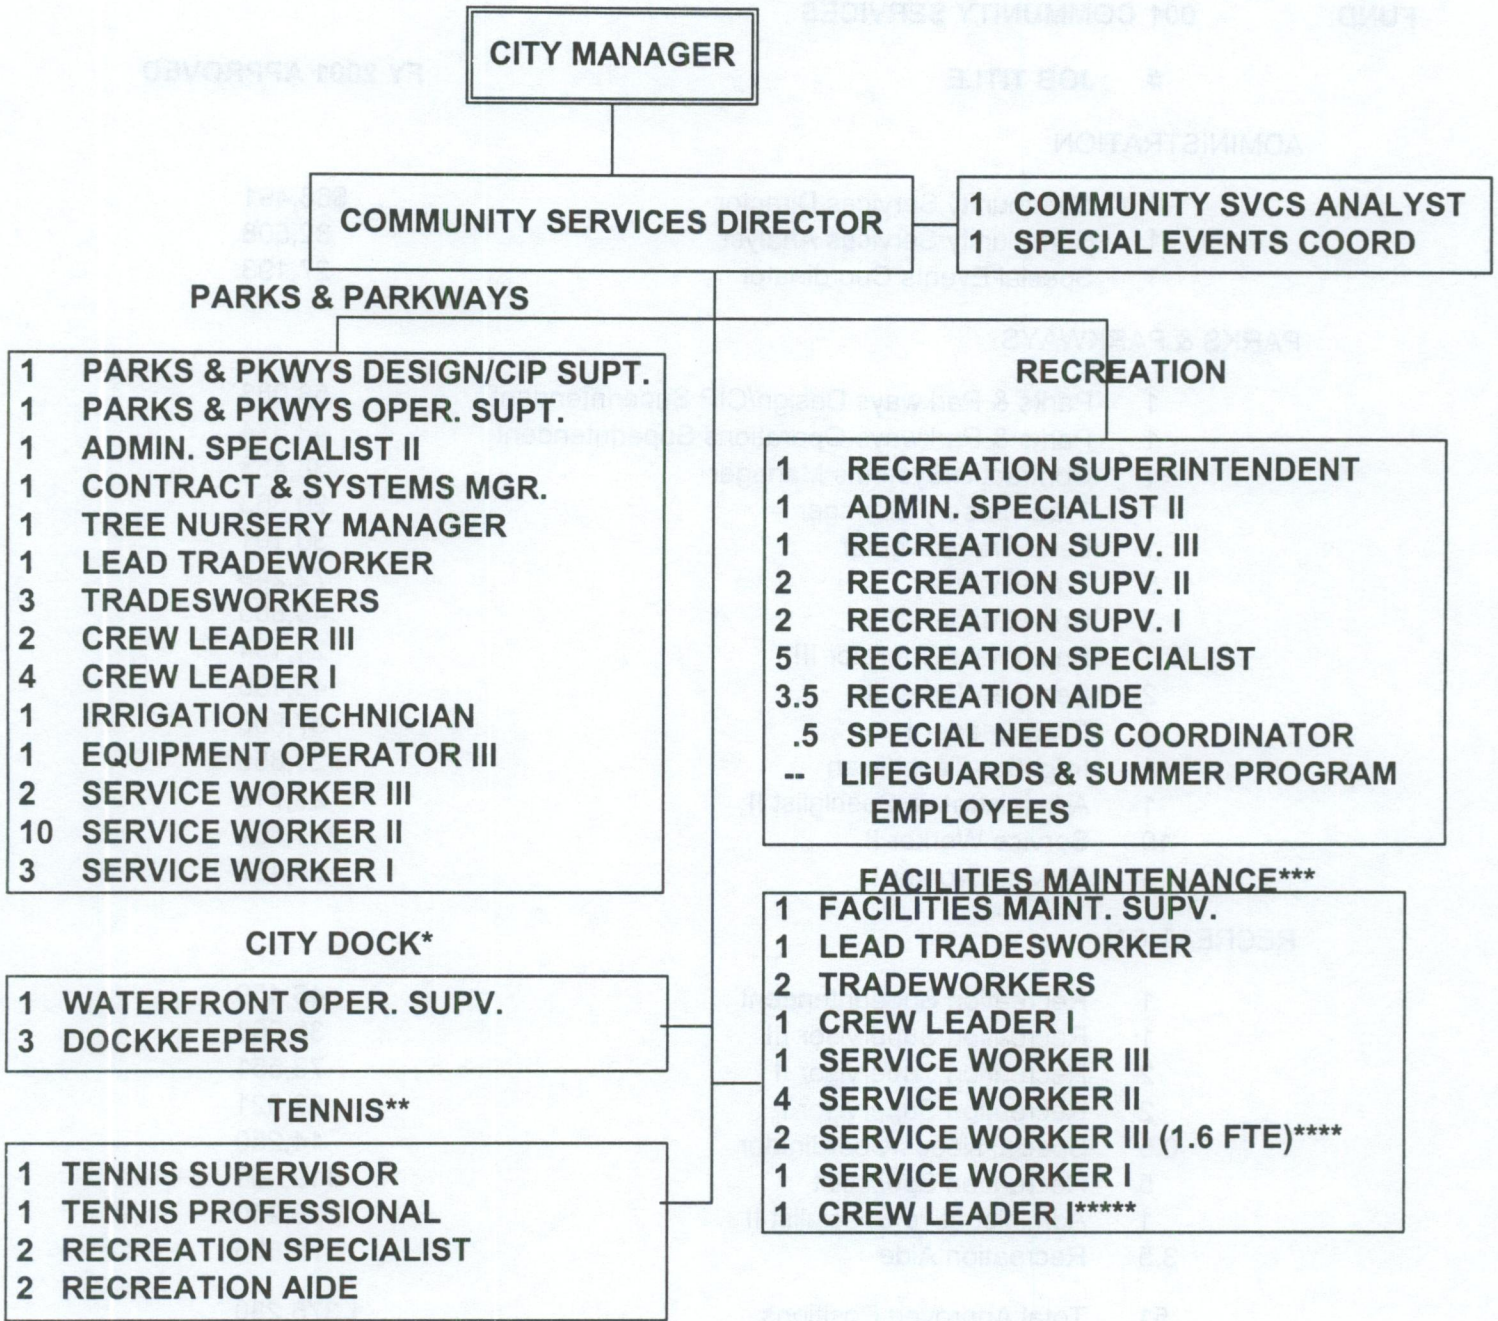 CITY MANAGER
COMMUNITY SERVICES DIRECTOR
1 COMMUNITY SVCS ANALYST
1 SPECIAL EVENTS COORD
PARKS & PARKWAYS
1 PARKS & PKWYS DESIGN/CIP SUPT.
1 PARKS & PKWYS OPER. SUPT.
1 ADMIN. SPECIALIST II
1 CONTRACT & SYSTEMS MGR.
1 TREE NURSERY MANAGER
1 LEAD TRADEWORKER
3 TRADESWORKERS
2 CREW LEADER III
4 CREW LEADER I
1 IRRIGATION TECHNICIAN
1 EQUIPMENT OPERATOR III
2 SERVICE WORKER III
10 SERVICE WORKER II
3 SERVICE WORKER I
RECREATION
1 RECREATION SUPERINTENDENT
1 ADMIN. SPECIALIST II
1 RECREATION SUPV. III
2 RECREATION SUPV. II
2 RECREATION SUPV. I
5 RECREATION SPECIALIST
3.5 RECREATION AIDE
.5 SPECIAL NEEDS COORDINATOR
-- LIFEGUARDS & SUMMER PROGRAM
EMPLOYEES
CITY DOCK*
1 WATERFRONT OPER. SUPV.
3 DOCKKEEPERS
TENNIS**
1 TENNIS SUPERVISOR
1 TENNIS PROFESSIONAL
2 RECREATION SPECIALIST
2 RECREATION AIDE
FACILITIES MAINTENANCE***
1 FACILITIES MAINT. SUPV.
1 LEAD TRADESWORKER
2 TRADEWORKERS
1 CREW LEADER I
1 SERVICE WORKER III
4 SERVICE WORKER II
2 SERVICE WORKER III (1.6 FTE)****
1 SERVICE WORKER I
1 CREW LEADER I*****